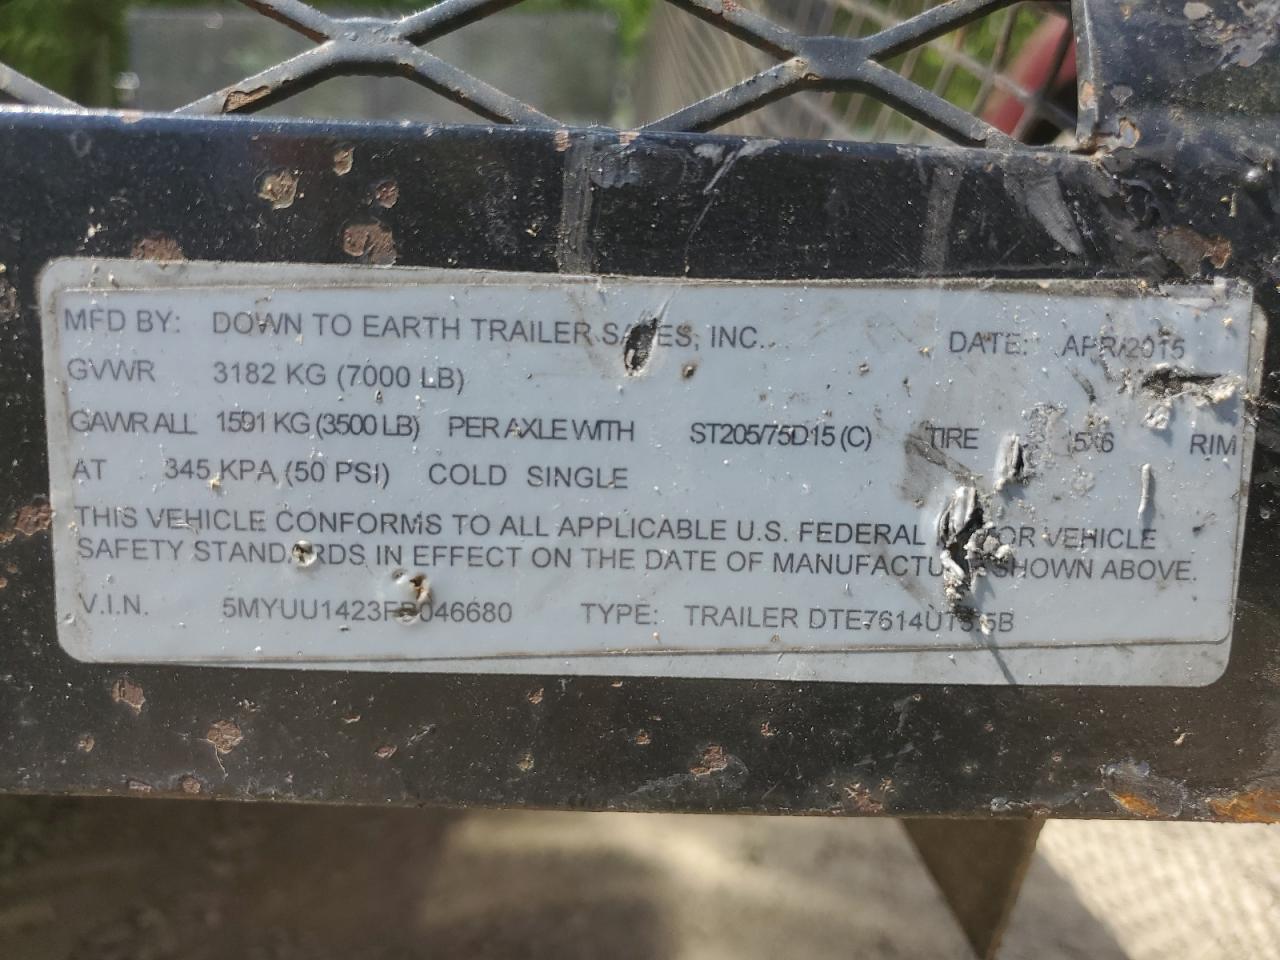 MFD BY: DOWN TO EARTH TRAILER SALES, INC. DATE: APR/2015
GVWR 3182 KG (7000 LB)
GAWR ALL 1591 KG (3500 LB) PER AXLE WITH ST205/75D15 (C) TIRE 5X6 RIM
AT 345 KPA (50 PSI) COLD SINGLE
THIS VEHICLE CONFORMS TO ALL APPLICABLE U.S. FEDERAL MOTOR VEHICLE
SAFETY STANDARDS IN EFFECT ON THE DATE OF MANUFACTURE SHOWN ABOVE.
V.I.N. TYPE: TRAILER